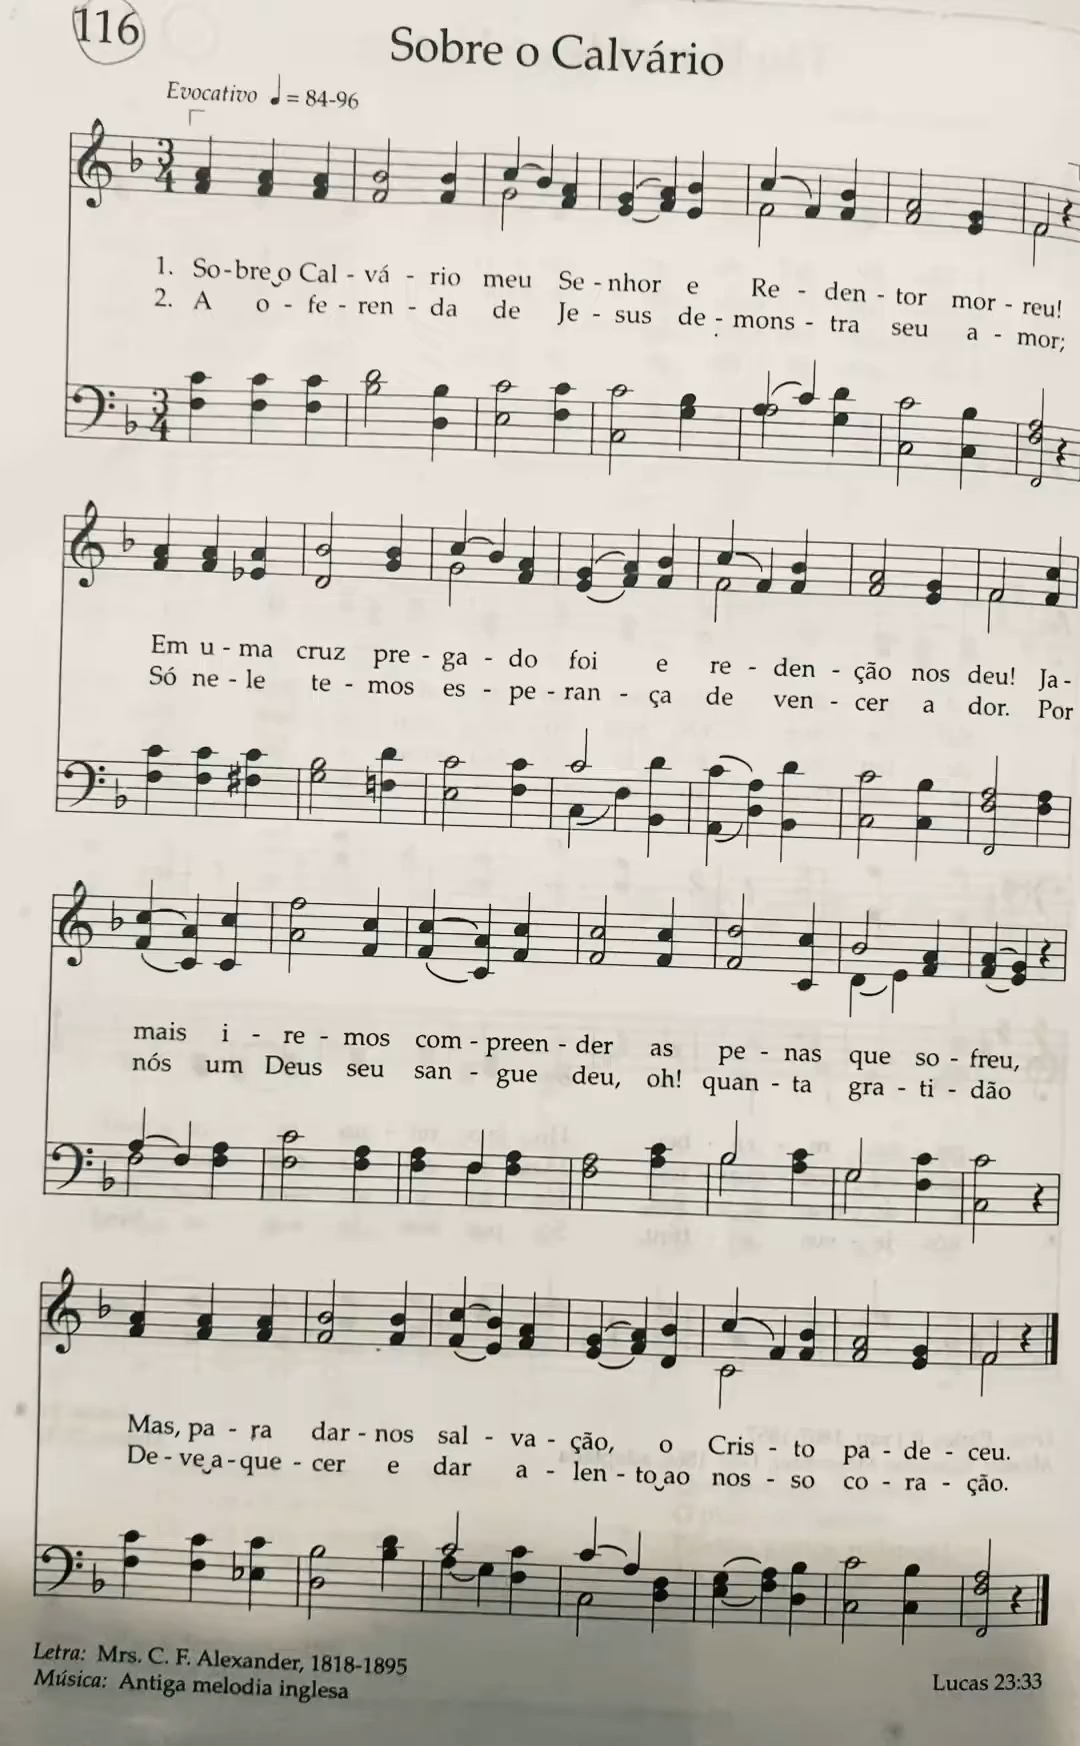 116
Sobre o Calvário
Evocativo ♩ = 84-96
1. So-bre‿o Cal - vá - rio meu Se - nhor e Re - den - tor mor - reu!
2. A o - fe - ren - da de Je - sus de - mons - tra seu a - mor;
Em u - ma cruz pre - ga - do foi e re - den - ção nos deu! Ja-
Só ne - le te - mos es - pe - ran - ça de ven - cer a dor. Por
mais i - re - mos com - preen - der as pe - nas que so - freu,
nós um Deus seu san - gue deu, oh! quan - ta gra - ti - dão
Mas, pa - ra dar - nos sal - va - ção, o Cris - to pa - de - ceu.
De - ve‿a - que - cer e dar a - len - to‿ao nos - so co - ra - ção.
Letra: Mrs. C. F. Alexander, 1818-1895
Música: Antiga melodia inglesa
Lucas 23:33